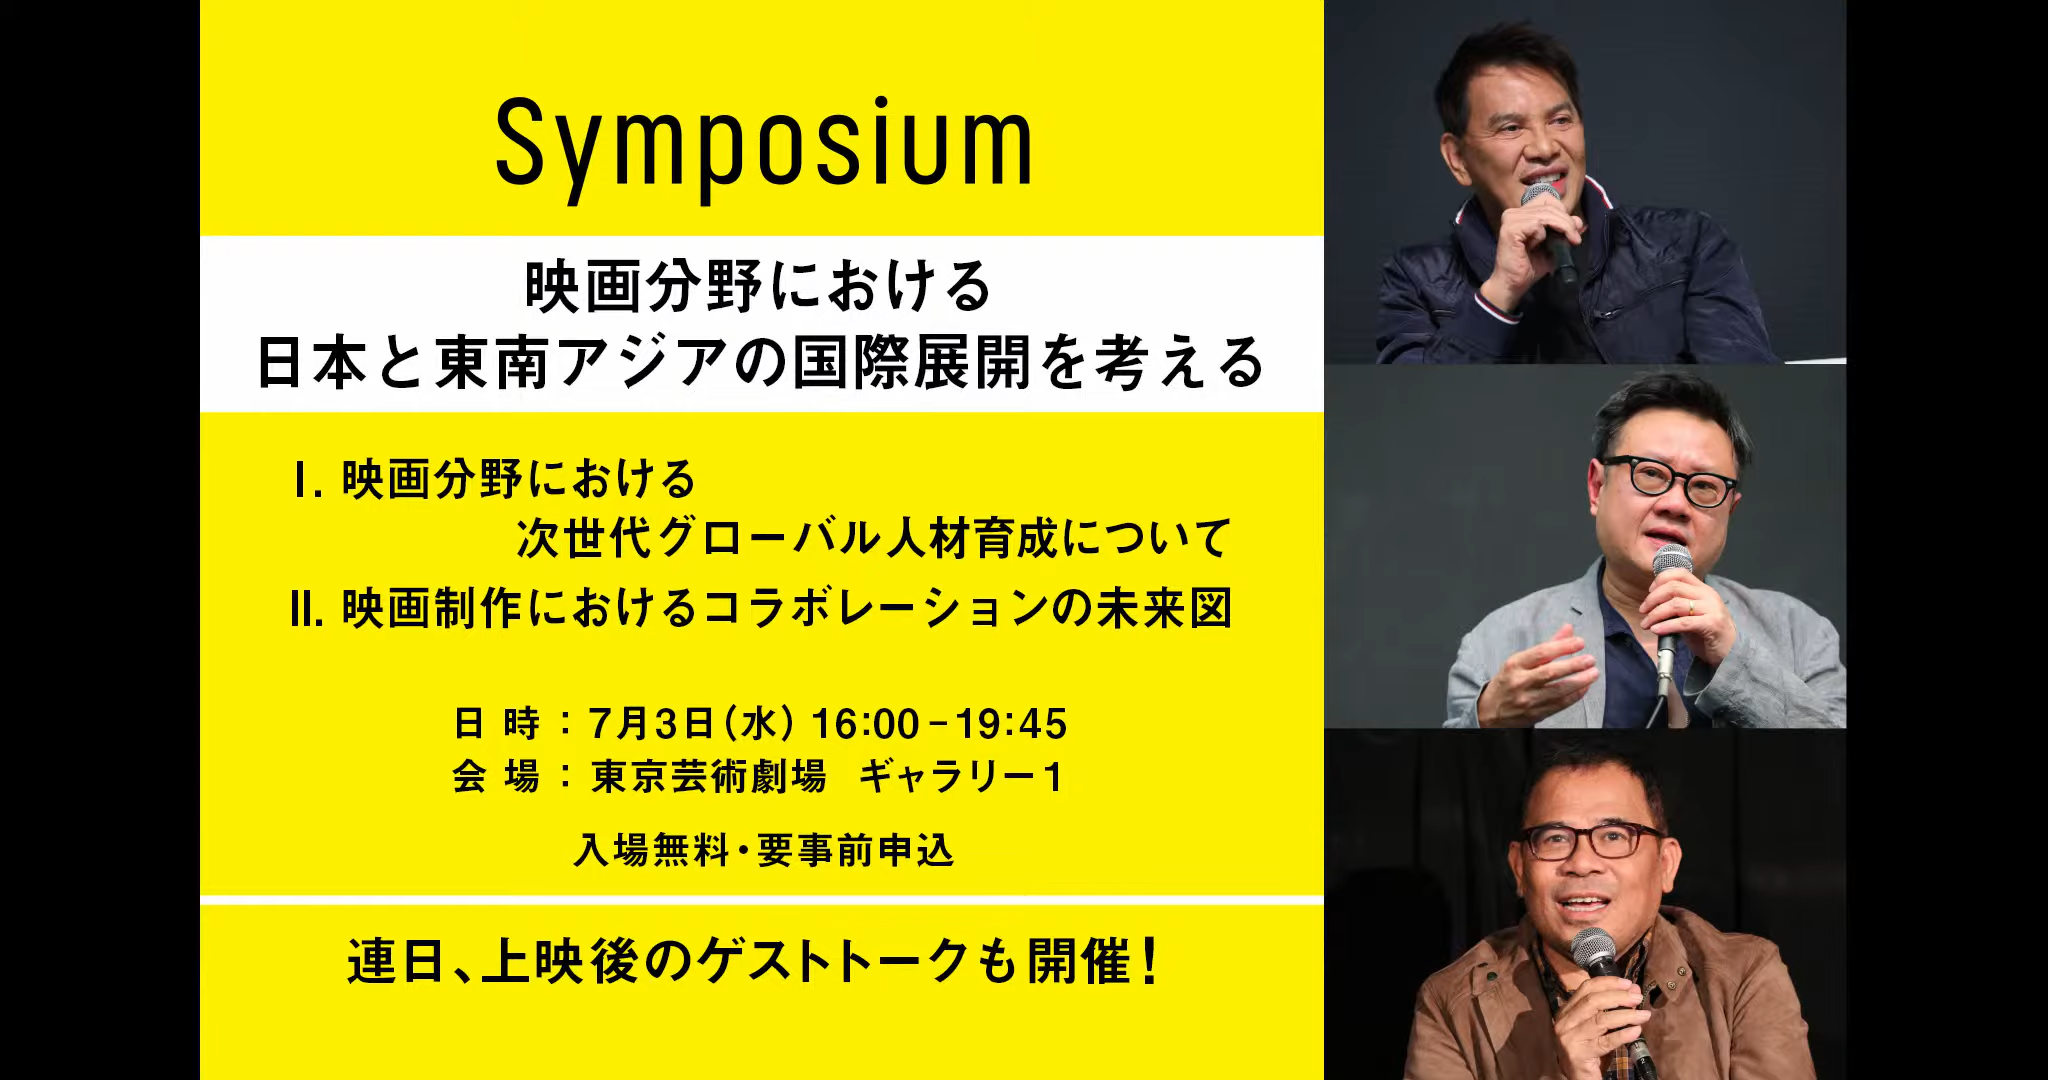 Symposium
映画分野における
日本と東南アジアの国際展開を考える
I. 映画分野における
次世代グローバル人材育成について
II. 映画制作におけるコラボレーションの未来図
日 時 : 7月3日(水) 16:00-19:45
会 場 : 東京芸術劇場 ギャラリー1
入場無料・要事前申込
連日、上映後のゲストトークも開催!